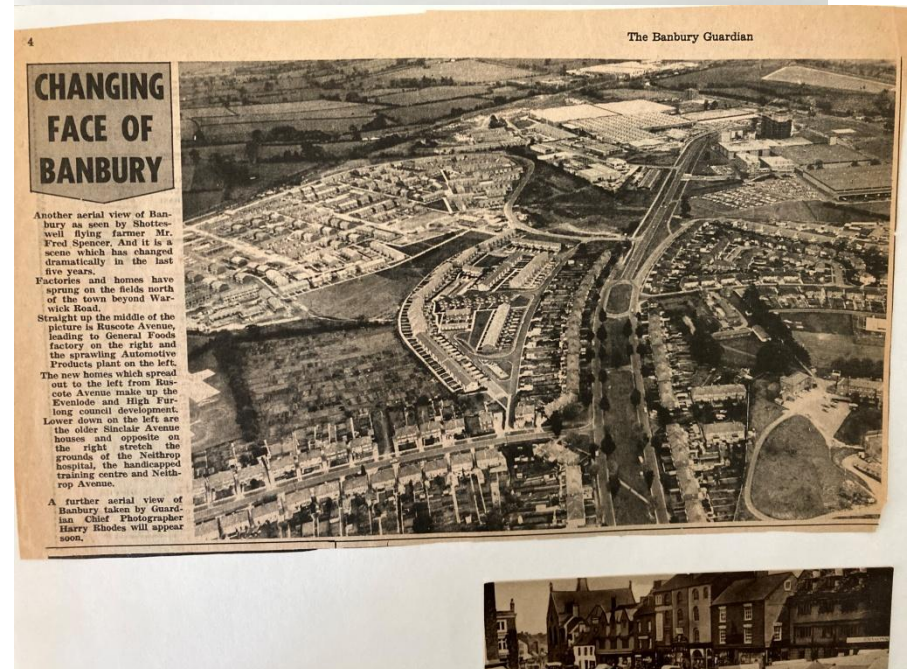 4
The Banbury Guardian
CHANGING
FACE OF
BANBURY
Another aerial view of Ban-
bury as seen by Shottes-
well flying farmer Mr.
Fred Spencer. And it is a
scene which has changed
dramatically in the last
five years.
Factories and homes have
sprung on the fields north
of the town beyond War-
wick Road.
Straight up the middle of the
picture is Ruscote Avenue,
leading to General Foods
factory on the right and
the sprawling Automotive
Products plant on the left.
The new homes which spread
out to the left from Rus-
cote Avenue make up the
Evenlode and High Fur-
long council development.
Lower down on the left are
the older Sinclair Avenue
houses and opposite on
the right stretch the
grounds of the Neithrop
hospital, the handicapped
training centre and Neith-
rop Avenue.
A further aerial view of
Banbury taken by Guard-
ian Chief Photographer
Harry Rhodes will appear
soon.